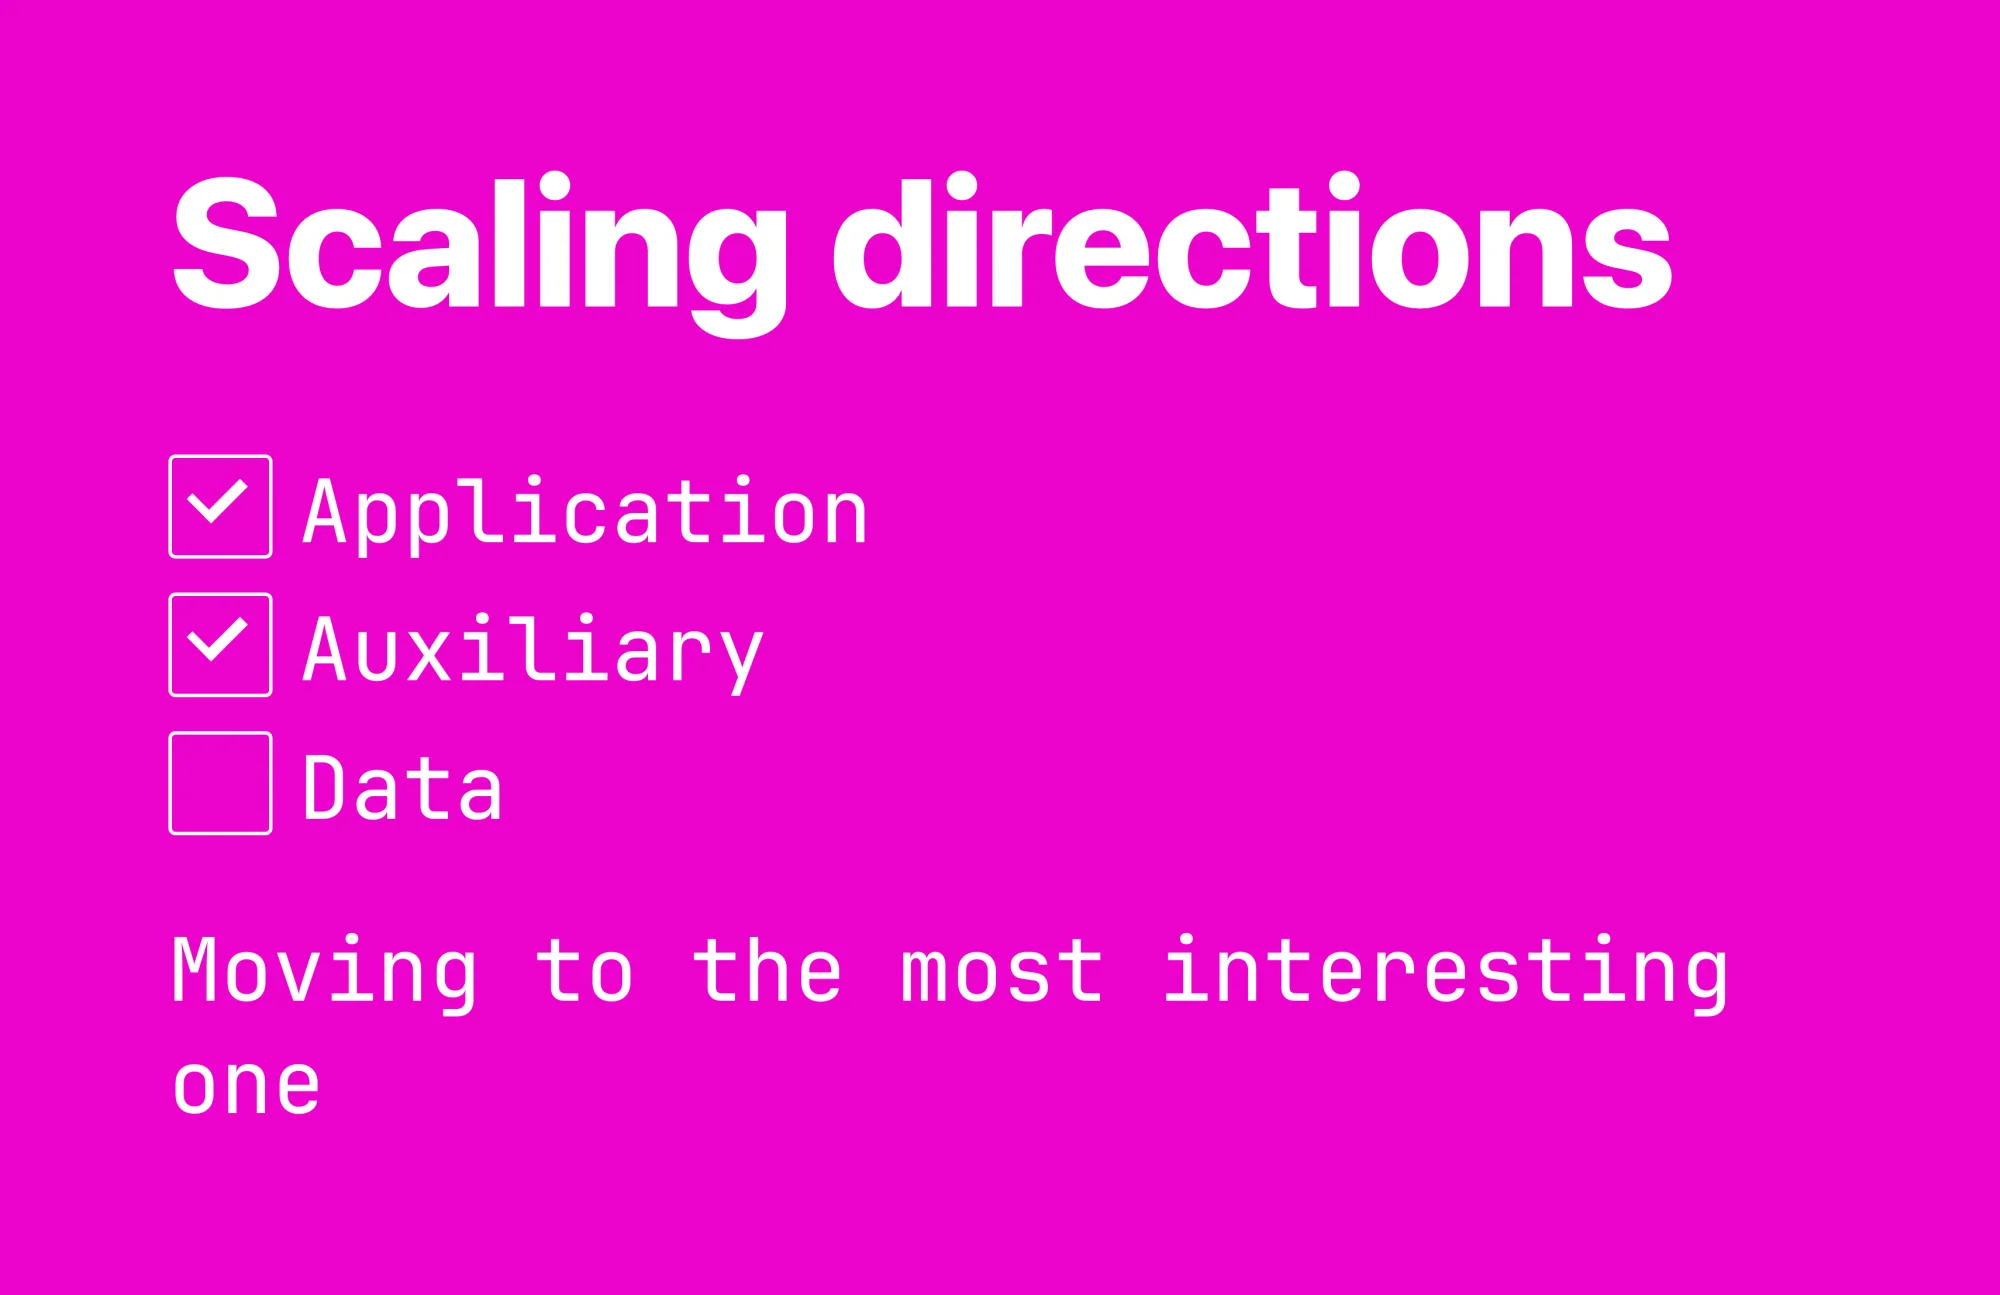 Scaling directions
Application
Auxiliary
Data
Moving to the most interesting
one